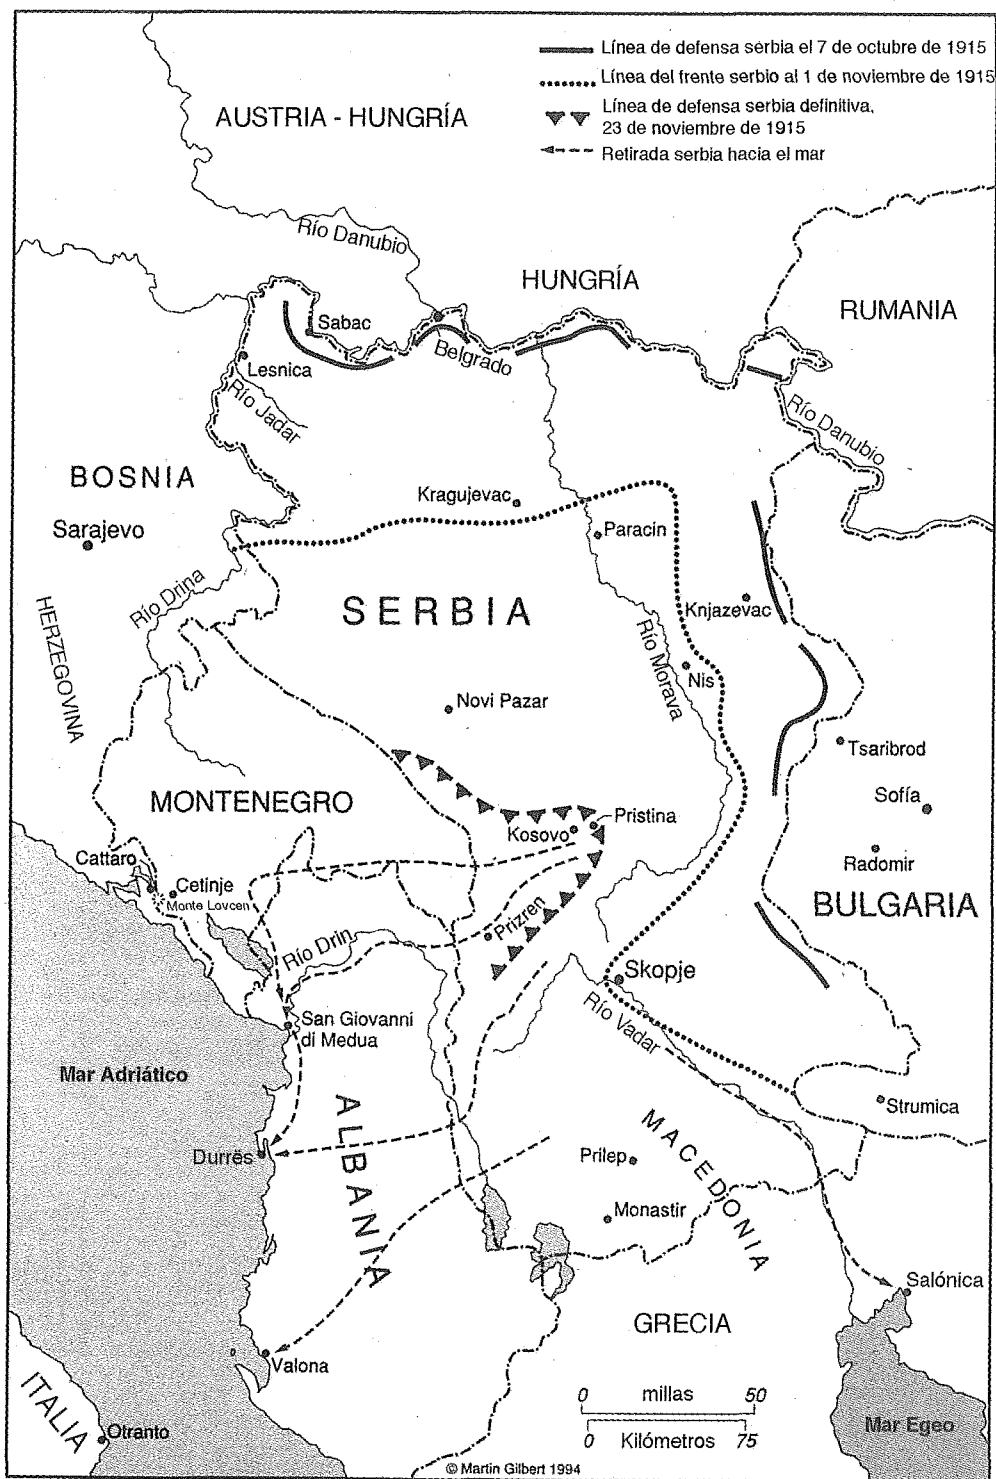 Línea de defensa serbia el 7 de octubre de 1915
Línea del frente serbio al 1 de noviembre de 1915
Línea de defensa serbia definitiva,
23 de noviembre de 1915
Retirada serbia hacia el mar
AUSTRIA - HUNGRÍA
Río Danubio
HUNGRÍA
RUMANIA
Sabac
Belgrado
Lesnica
Río Jadar
Río Danubio
BOSNIA
Kragujevac
Sarajevo
Paracin
Río Drina
SERBIA
Knjazevac
HERZEGOVINA
Río Morava
Nis
Novi Pazar
Tsaribrod
MONTENEGRO
Sofía
Pristina
Kosovo
Radomir
Cattaro
Cetinje
Monte Lovcen
BULGARIA
Prizren
Río Drin
Skopje
Río Vadar
San Giovanni
di Medua
Mar Adriático
ALBANIA
Strumica
MACEDONIA
Durrës
Prilep
Monastir
Salónica
GRECIA
Valona
ITALIA
0 millas 50
0 Kilómetros 75
Mar Egeo
Otranto
© Martin Gilbert 1994